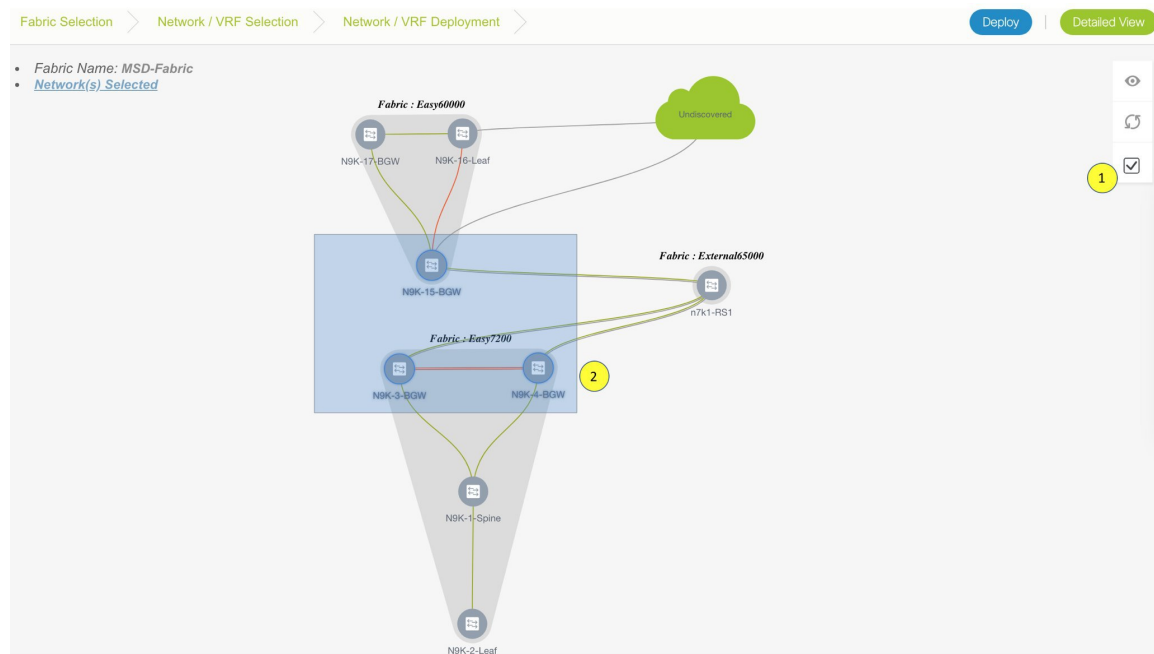 Fabric Selection
Network / VRF Selection
Network / VRF Deployment
Deploy
Detailed View
Fabric Name: MSD-Fabric
Network(s) Selected
Fabric : Easy60000
Undiscovered
N9K-17-BGW
N9K-16-Leaf
1
Fabric : External65000
N9K-15-BGW
n7k1-RS1
Fabric : Easy7200
2
N9K-3-BGW
N9K-4-BGW
N9K-1-Spine
N9K-2-Leaf